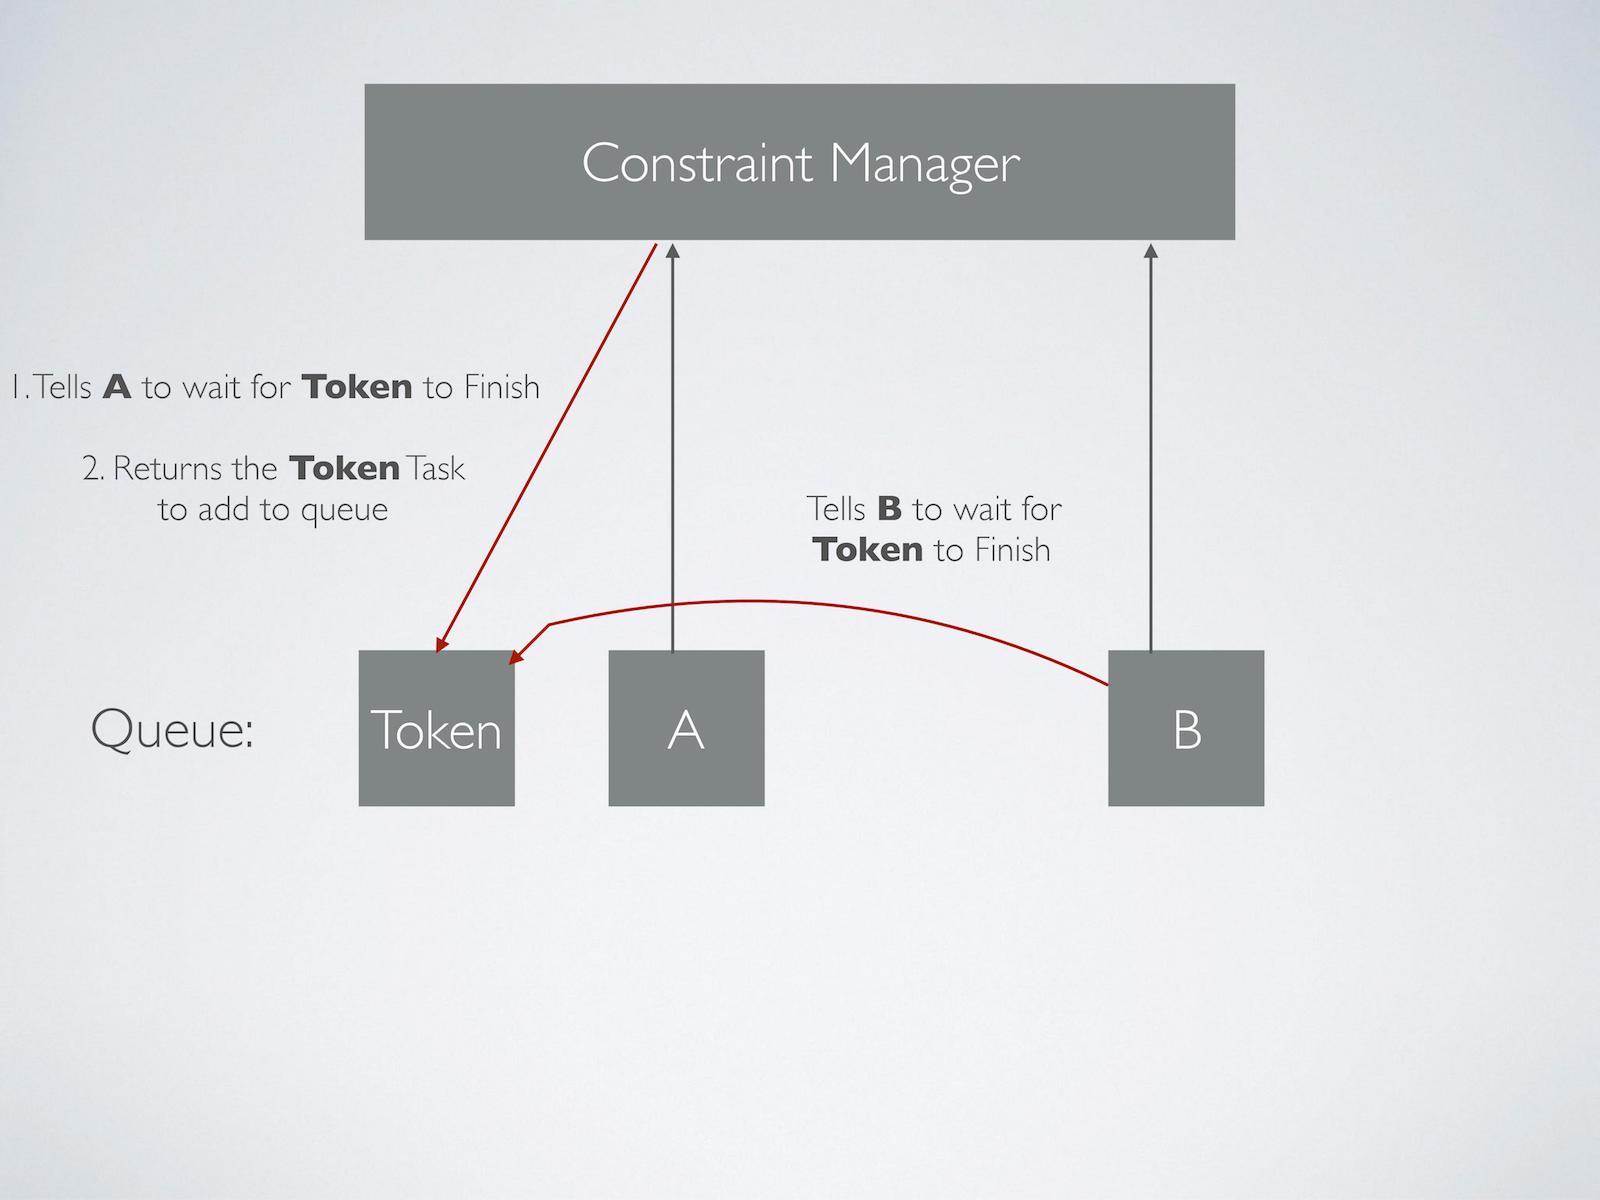 Constraint Manager
1. Tells A to wait for Token to Finish
2. Returns the Token Task
to add to queue
Tells B to wait for
Token to Finish
Queue:
Token
A
B